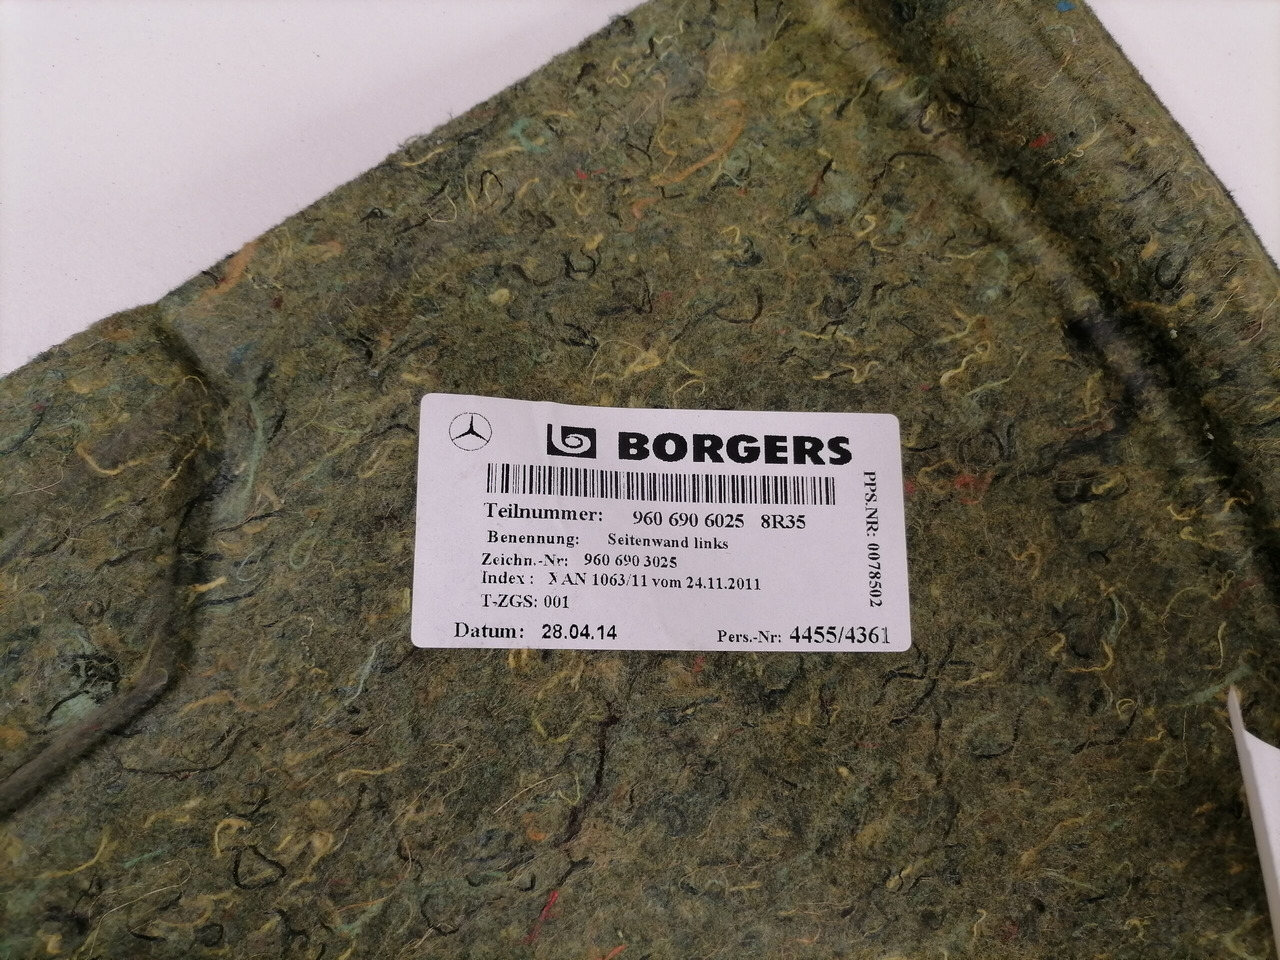 BORGERS
Teilnummer: 960 690 6025 8R35
Benennung: Seitenwand links
Zeichn.-Nr: 960 690 3025
Index : XAN 1063/11 vom 24.11.2011
T-ZGS: 001
Datum: 28.04.14 Pers.-Nr: 4455/4361
PPS.NR: 0078502